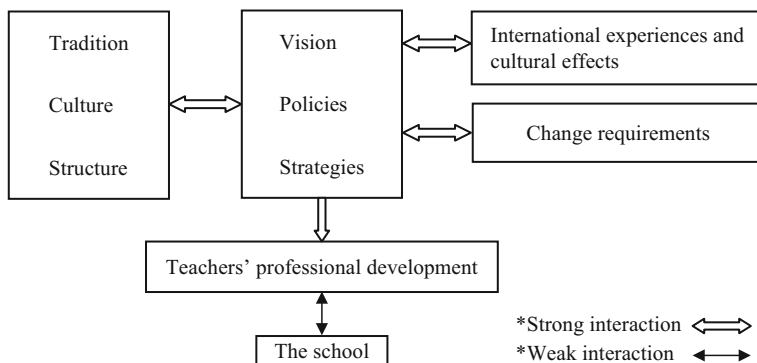 Tradition
Culture
Structure
Vision
Policies
Strategies
International experiences and
cultural effects
Change requirements
Teachers’ professional development
The school
*Strong interaction
*Weak interaction